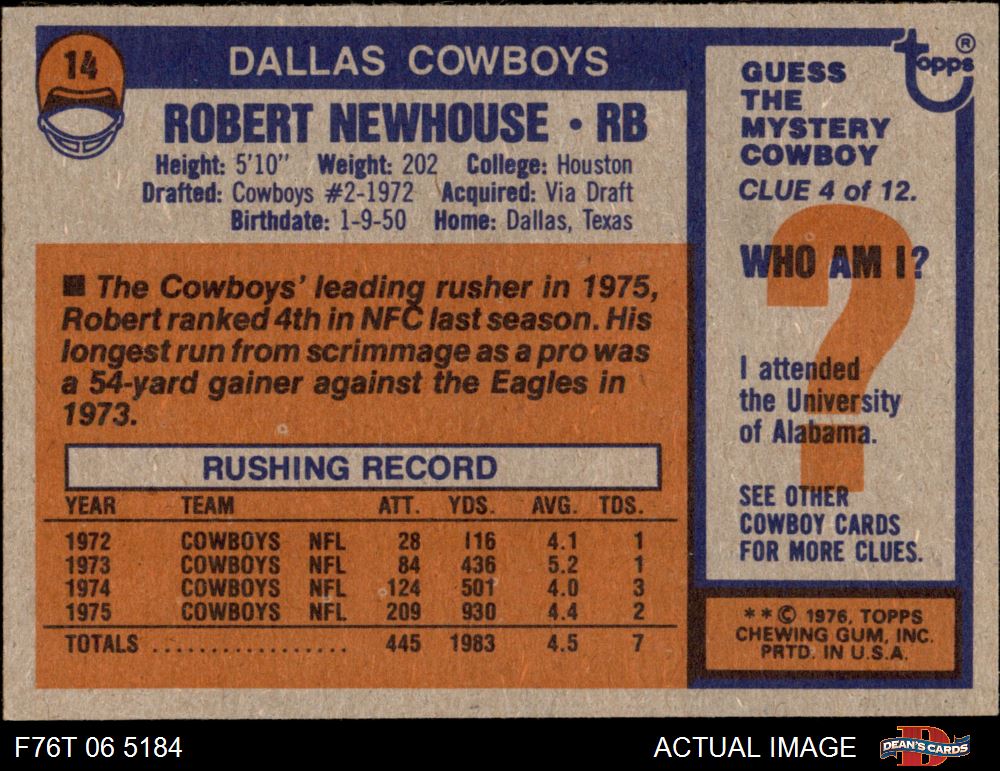 14
DALLAS COWBOYS
ROBERT NEWHOUSE • RB
Height: 5'10" Weight: 202 College: Houston
Drafted: Cowboys #2-1972 Acquired: Via Draft
Birthdate: 1-9-50 Home: Dallas, Texas
■ The Cowboys' leading rusher in 1975,
Robert ranked 4th in NFC last season. His
longest run from scrimmage as a pro was
a 54-yard gainer against the Eagles in
1973.
RUSHING RECORD
YEAR TEAM ATT. YDS. AVG. TDS.
1972 COWBOYS NFL 28 116 4.1 1
1973 COWBOYS NFL 84 436 5.2 1
1974 COWBOYS NFL 124 501 4.0 3
1975 COWBOYS NFL 209 930 4.4 2
TOTALS .................. 445 1983 4.5 7
topps ®
GUESS
THE
MYSTERY
COWBOY
CLUE 4 of 12.
WHO AM I?
?
I attended
the University
of Alabama.
SEE OTHER
COWBOY CARDS
FOR MORE CLUES.
**© 1976, TOPPS
CHEWING GUM, INC.
PRTD. IN U.S.A.
F76T 06 5184
ACTUAL IMAGE
DEAN'S CARDS